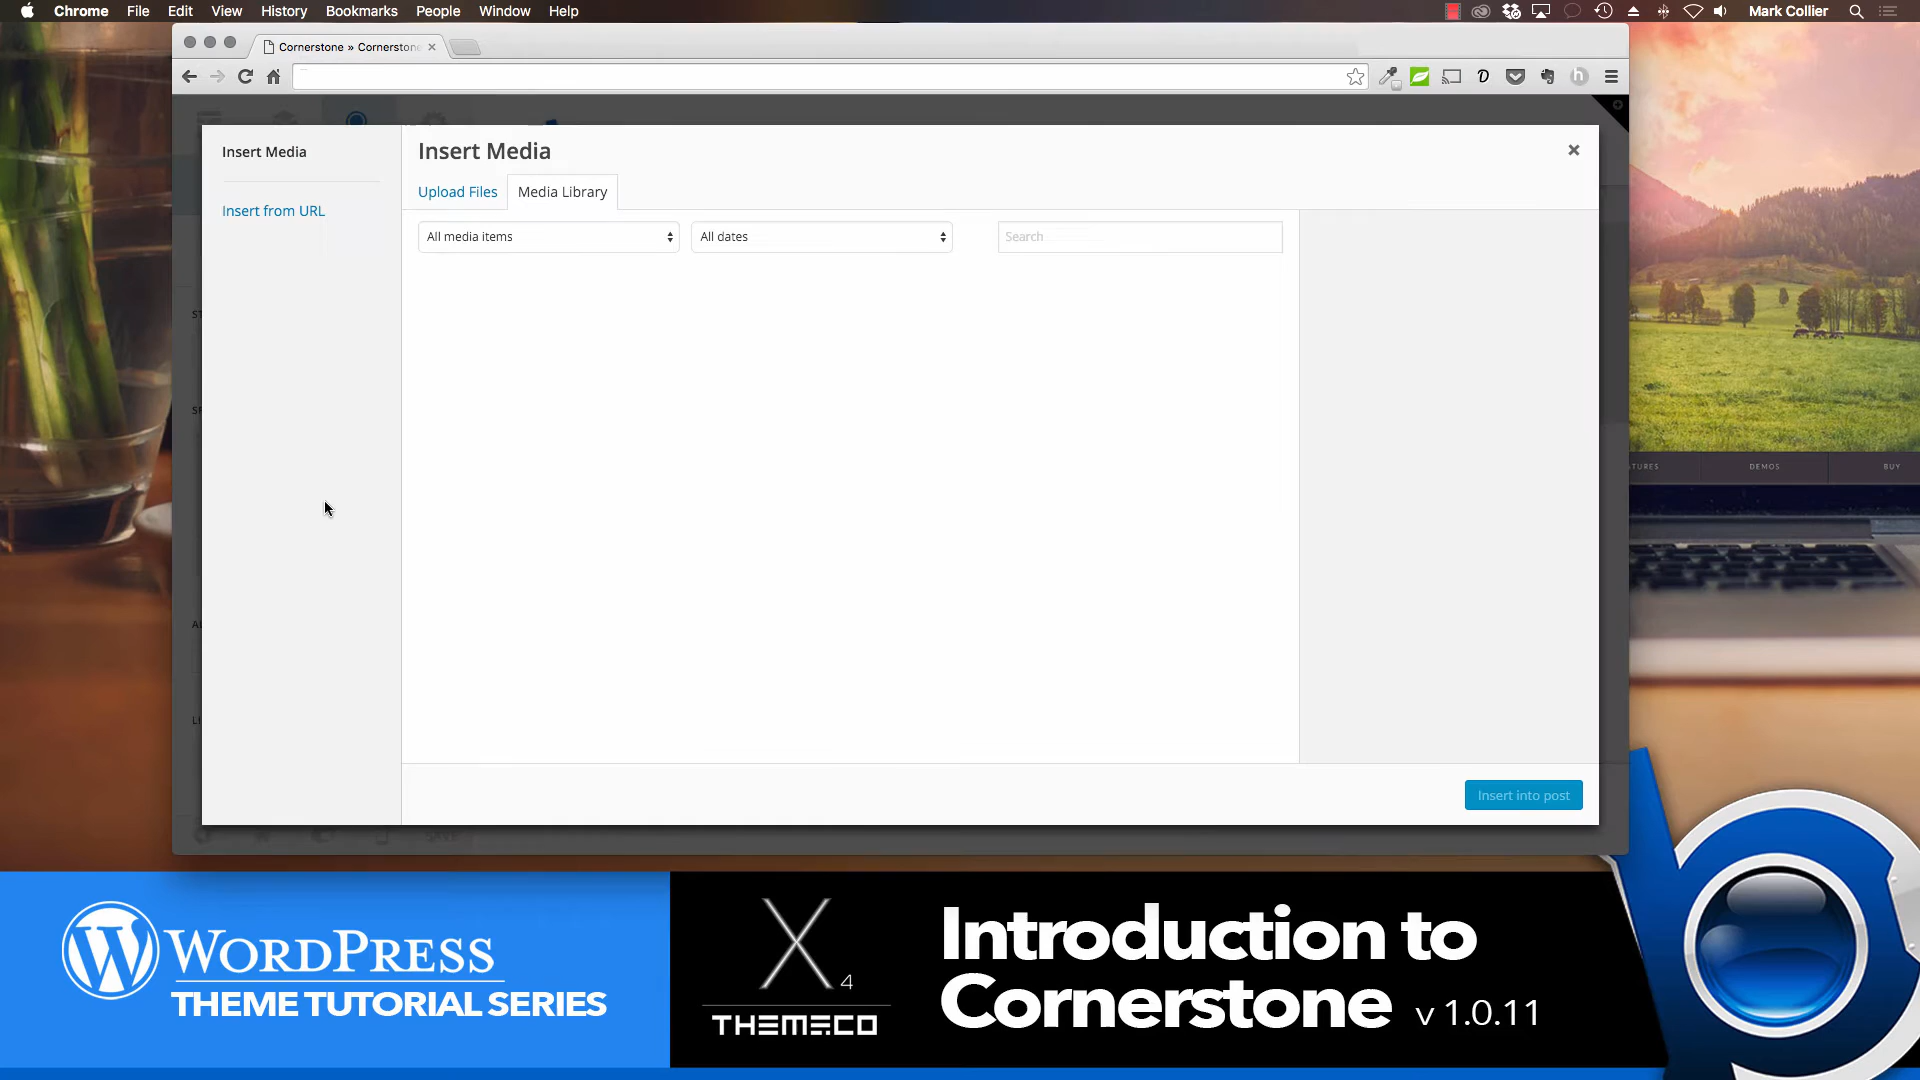 Chrome File Edit View History Bookmarks People Window Help Mark Collier
Cornerstone » Cornerstone
Insert Media
Insert Media
Upload Files Media Library
Insert from URL
All media items All dates Search
TURES DEMOS BUY
Insert into post
SAVE
WORDPRESS
THEME TUTORIAL SERIES
X 4
THEMECO
Introduction to
Cornerstone v 1.0.11